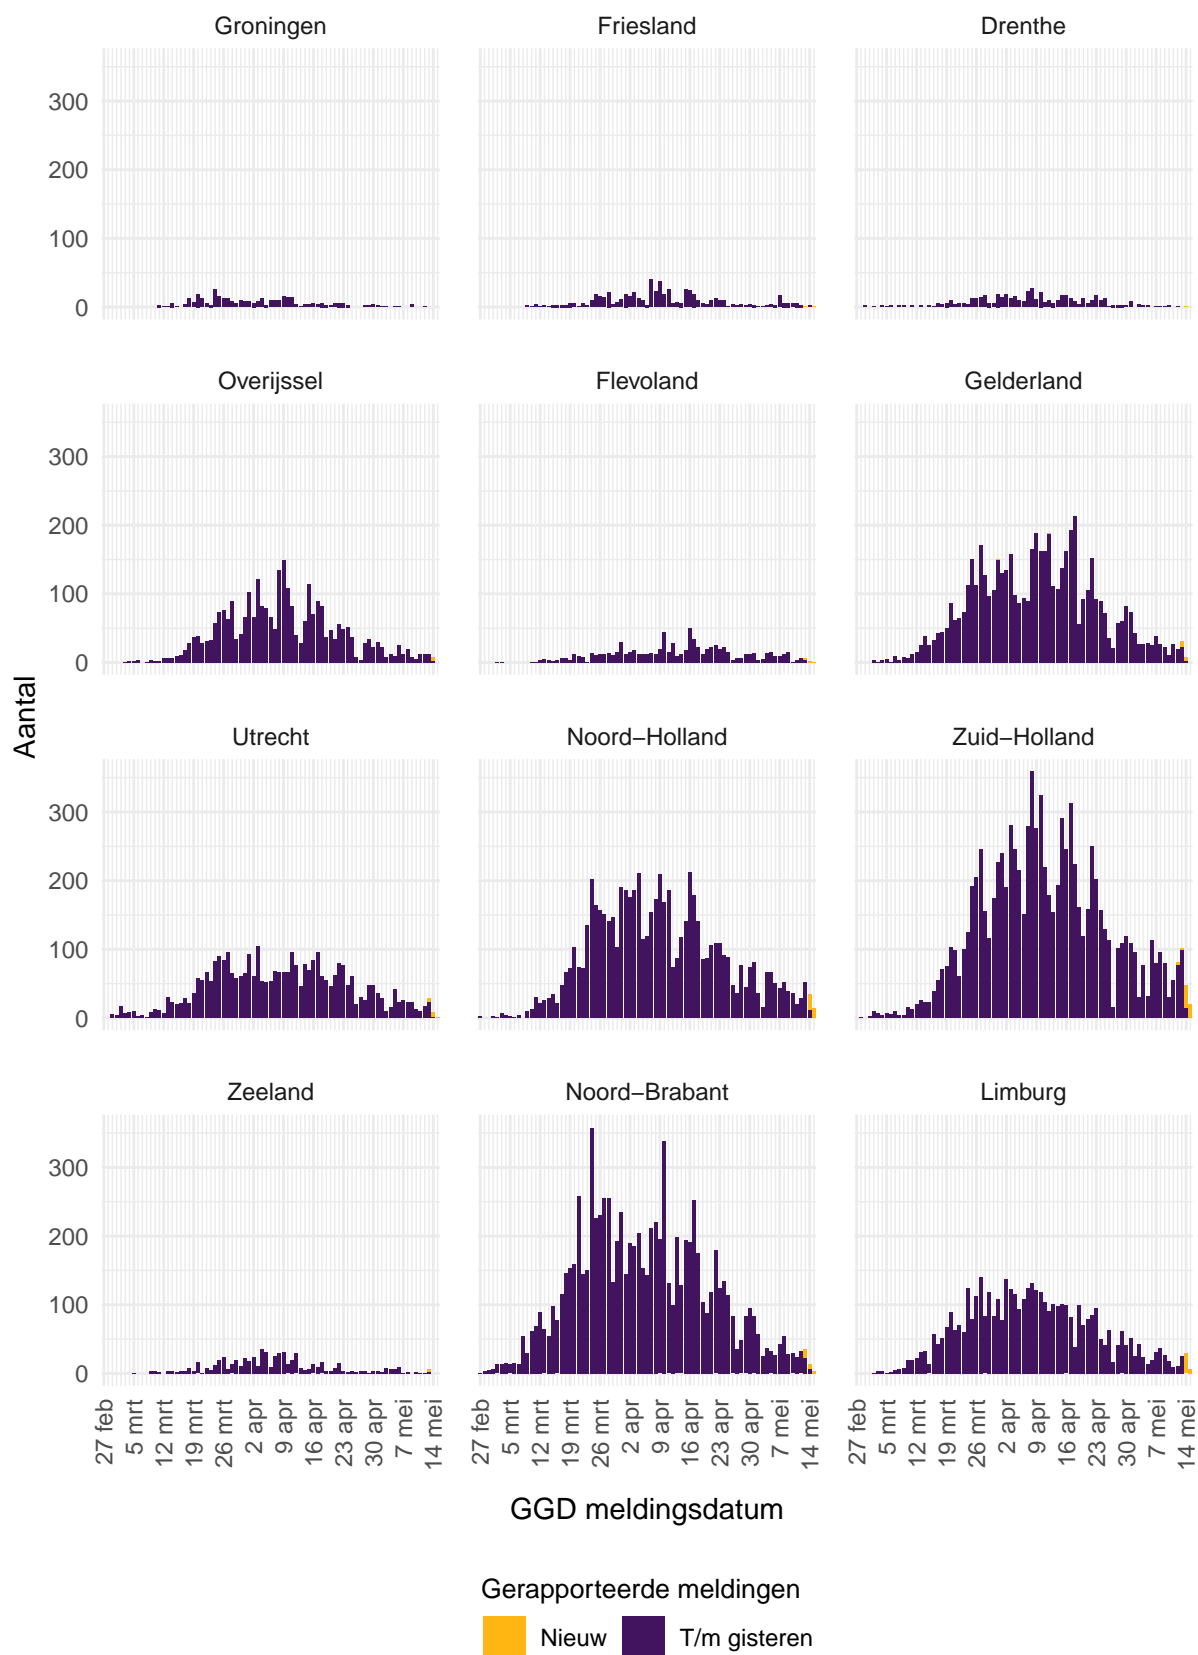 Groningen Friesland Drenthe
300
200
100
0
Overijssel Flevoland Gelderland
300
200
100
0
Aantal
Utrecht Noord−Holland Zuid−Holland
300
200
100
0
Zeeland Noord−Brabant Limburg
300
200
100
0
27 feb 5 mrt 12 mrt 19 mrt 26 mrt 2 apr 9 apr 16 apr 23 apr 30 apr 7 mei 14 mei 27 feb 5 mrt 12 mrt 19 mrt 26 mrt 2 apr 9 apr 16 apr 23 apr 30 apr 7 mei 14 mei 27 feb 5 mrt 12 mrt 19 mrt 26 mrt 2 apr 9 apr 16 apr 23 apr 30 apr 7 mei 14 mei
GGD meldingsdatum
Gerapporteerde meldingen
Nieuw T/m gisteren